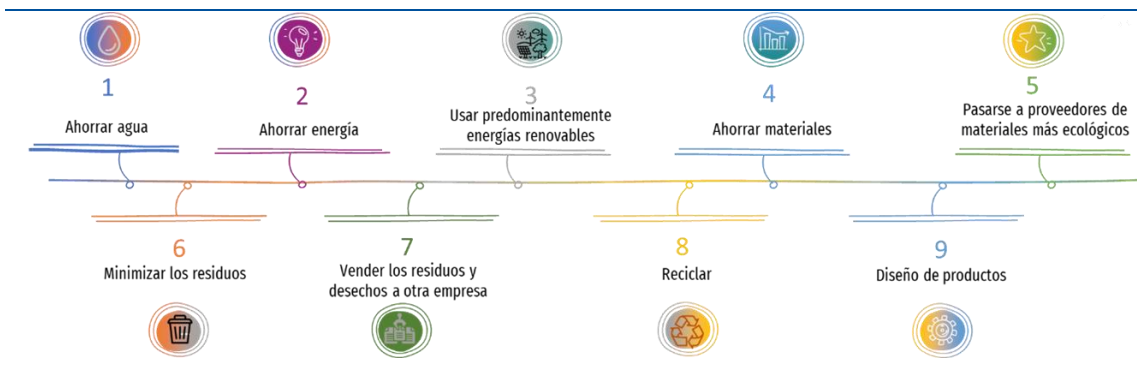 1
Ahorrar agua
2
Ahorrar energía
3
Usar predominantemente
energías renovables
4
Ahorrar materiales
5
Pasarse a proveedores de
materiales más ecológicos
6
Minimizar los residuos
7
Vender los residuos y
desechos a otra empresa
8
Reciclar
9
Diseño de productos